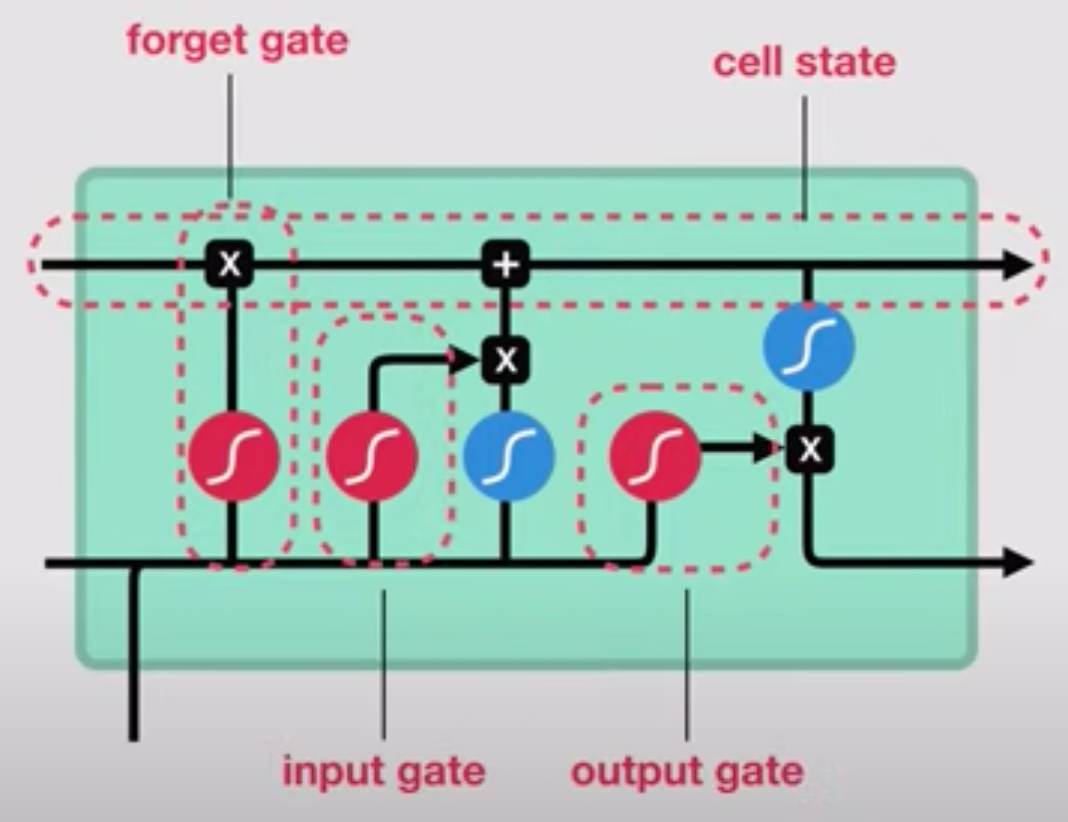 forget gate
cell state
X
+
X
X
input gate
output gate